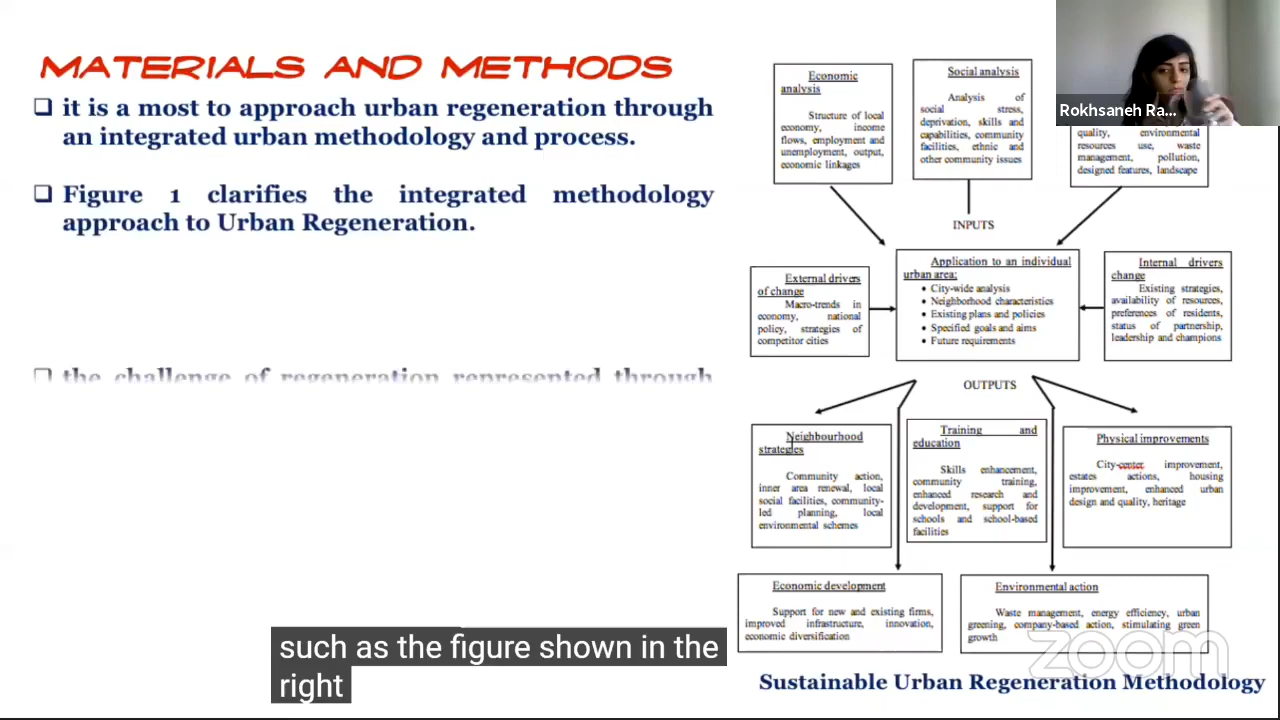 MATERIALS AND METHODS
❑ it is a most to approach urban regeneration through
an integrated urban methodology and process.
❑ Figure 1 clarifies the integrated methodology
approach to Urban Regeneration.
❑ the challenge of regeneration represented through
Economic
analysis
Structure of local
economy, income
flows, employment and
unemployment, output,
economic linkages
Social analysis
Analysis of
social stress,
deprivation, skills and
capabilities, community
facilities, ethnic and
other community issues
Rokhsaneh Ra...
quality, environmental
resources use, waste
management, pollution,
designed features, landscape
INPUTS
External drivers
of change
Macro-trends in
economy, national
policy, strategies of
competitor cities
Application to an individual
urban area:
• City-wide analysis
• Neighborhood characteristics
• Existing plans and policies
• Specified goals and aims
• Future requirements
Internal drivers
change
Existing strategies,
availability of resources,
preferences of residents,
status of partnership,
leadership and champions
OUTPUTS
Neighbourhood
strategies
Community action,
inner area renewal, local
social facilities, community-
led planning, local
environmental schemes
Training and
education
Skills enhancement,
community training,
enhanced research and
development, support for
schools and school-based
facilities
Physical improvements
City-center improvement,
estates actions, housing
improvement, enhanced urban
design and quality, heritage
Economic development
Support for new and existing firms,
improved infrastructure, innovation,
economic diversification
Environmental action
Waste management, energy efficiency, urban
greening, company-based action, stimulating green
growth
zoom
Sustainable Urban Regeneration Methodology
such as the figure shown in the
right